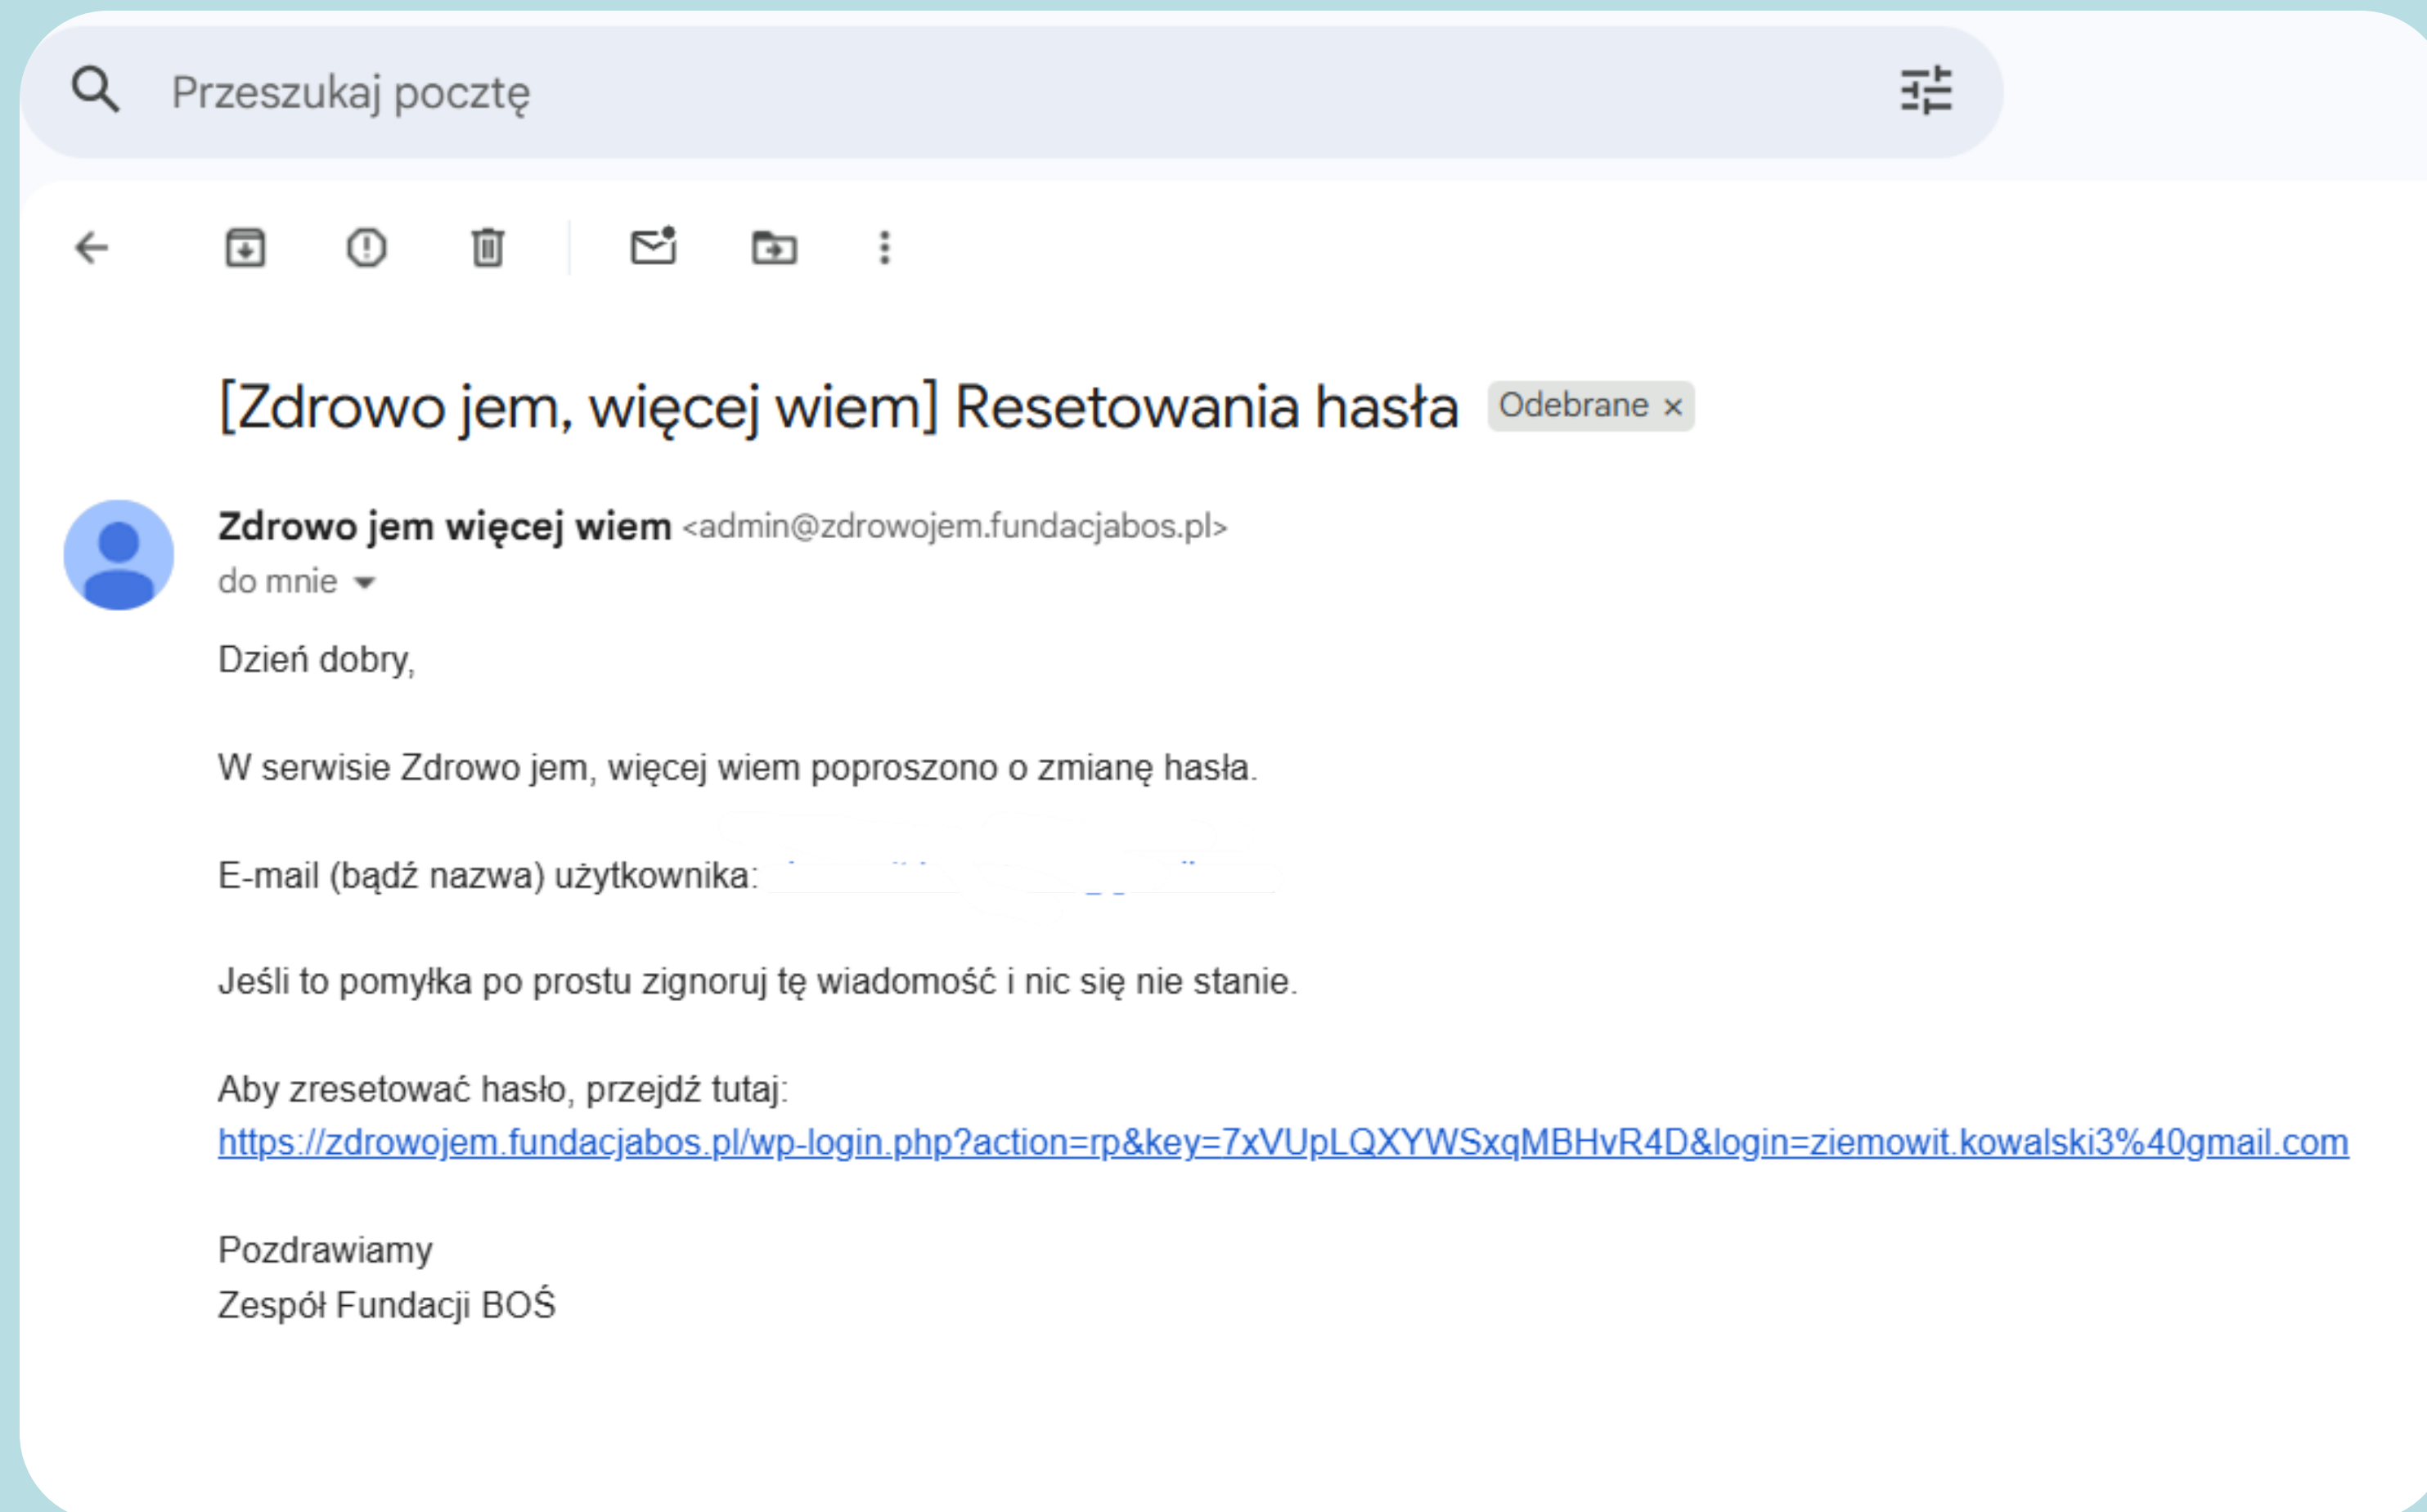 Przeszukaj pocztę
[Zdrowo jem, więcej wiem] Resetowania hasła Odebrane ×
Zdrowo jem więcej wiem <admin@zdrowojem.fundacjabos.pl>
do mnie
Dzień dobry,
W serwisie Zdrowo jem, więcej wiem poproszono o zmianę hasła.
E-mail (bądź nazwa) użytkownika:
Jeśli to pomyłka po prostu zignoruj tę wiadomość i nic się nie stanie.
Aby zresetować hasło, przejdź tutaj:
https://zdrowojem.fundacjabos.pl/wp-login.php?action=rp&key=7xVUpLQXYWSxqMBHvR4D&login=ziemowit.kowalski3%40gmail.com
Pozdrawiamy
Zespół Fundacji BOŚ